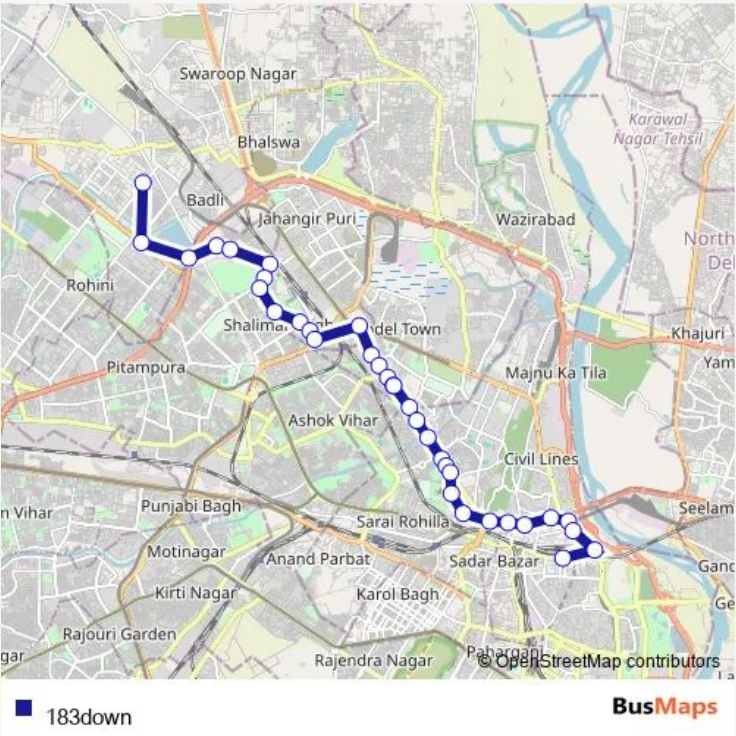 Swaroop Nagar
Karawal
Nagar Tehsil
Bhalswa
Badli
Jahangir Puri
Wazirabad
North
Del
Rohini
Shalimar Bagh
Model Town
Khajuri
Yam
Pitampura
Majnu Ka Tila
Ashok Vihar
Civil Lines
Punjabi Bagh
Seelam
n Vihar
Sarai Rohilla
Motinagar
Anand Parbat
Sadar Bazar
Gand
Kirti Nagar
Karol Bagh
Ge
Rajouri Garden
gar
Rajendra Nagar
Paharganj
© OpenStreetMap contributors
183down
BusMaps